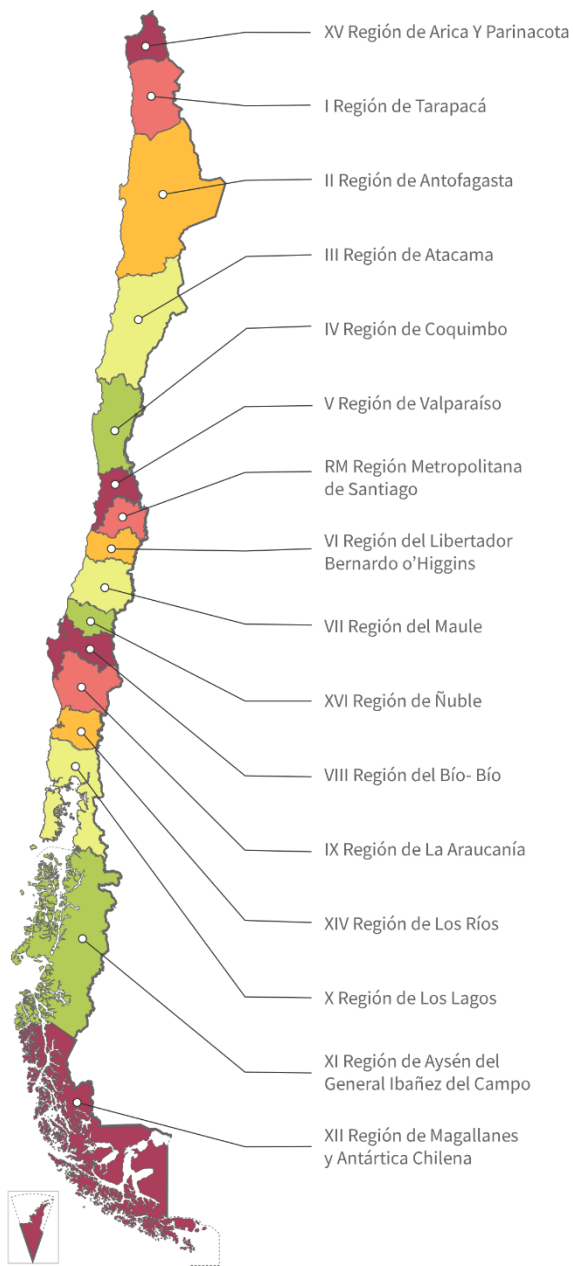 XV Región de Arica Y Parinacota
I Región de Tarapacá
II Región de Antofagasta
III Región de Atacama
IV Región de Coquimbo
V Región de Valparaíso
RM Región Metropolitana
de Santiago
VI Región del Libertador
Bernardo o’Higgins
VII Región del Maule
XVI Región de Ñuble
VIII Región del Bío- Bío
IX Región de La Araucanía
XIV Región de Los Ríos
X Región de Los Lagos
XI Región de Aysén del
General Ibañez del Campo
XII Región de Magallanes
y Antártica Chilena